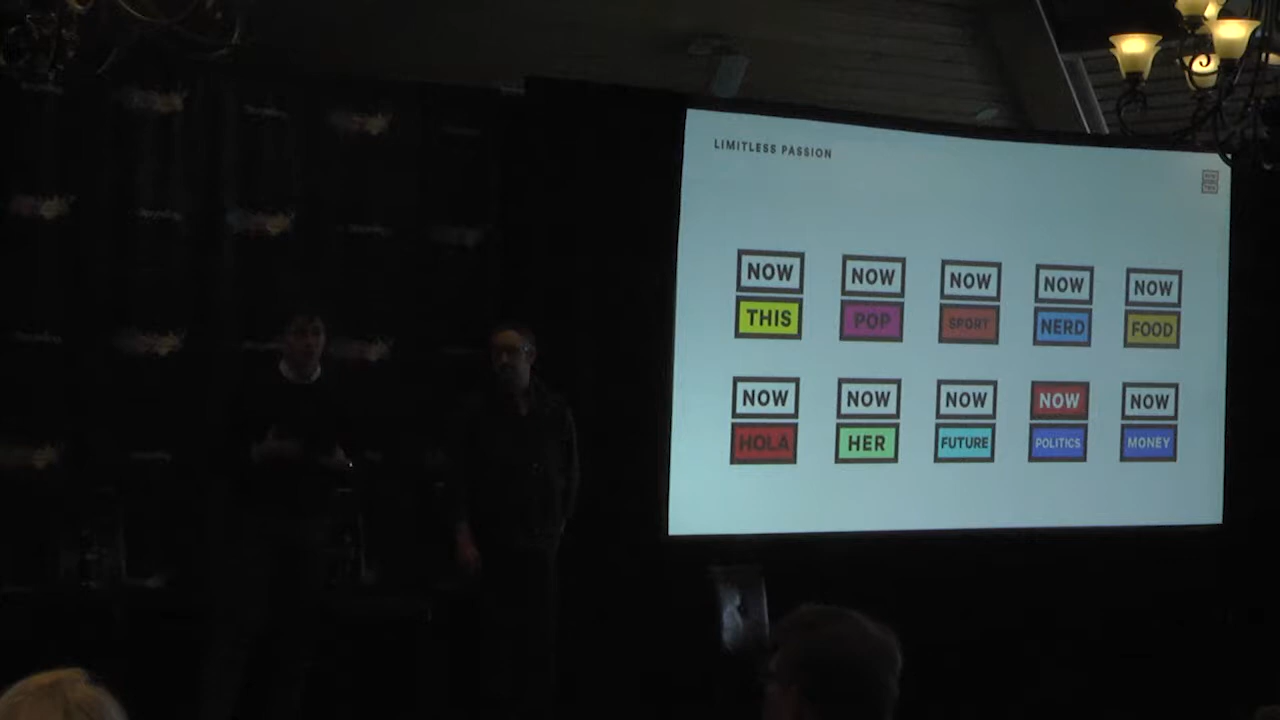 LIMITLESS PASSION
NOW NOW NOW NOW NOW
THIS POP SPORT NERD FOOD
NOW NOW NOW NOW NOW
HOLA HER FUTURE POLITICS MONEY